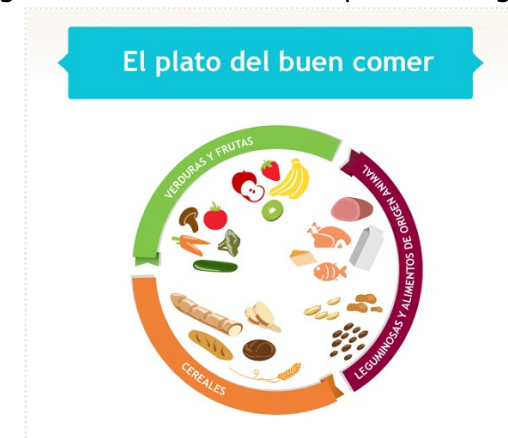 El plato del buen comer
VERDURAS Y FRUTAS
LEGUMINOSAS Y ALIMENTOS DE ORIGEN ANIMAL
CEREALES